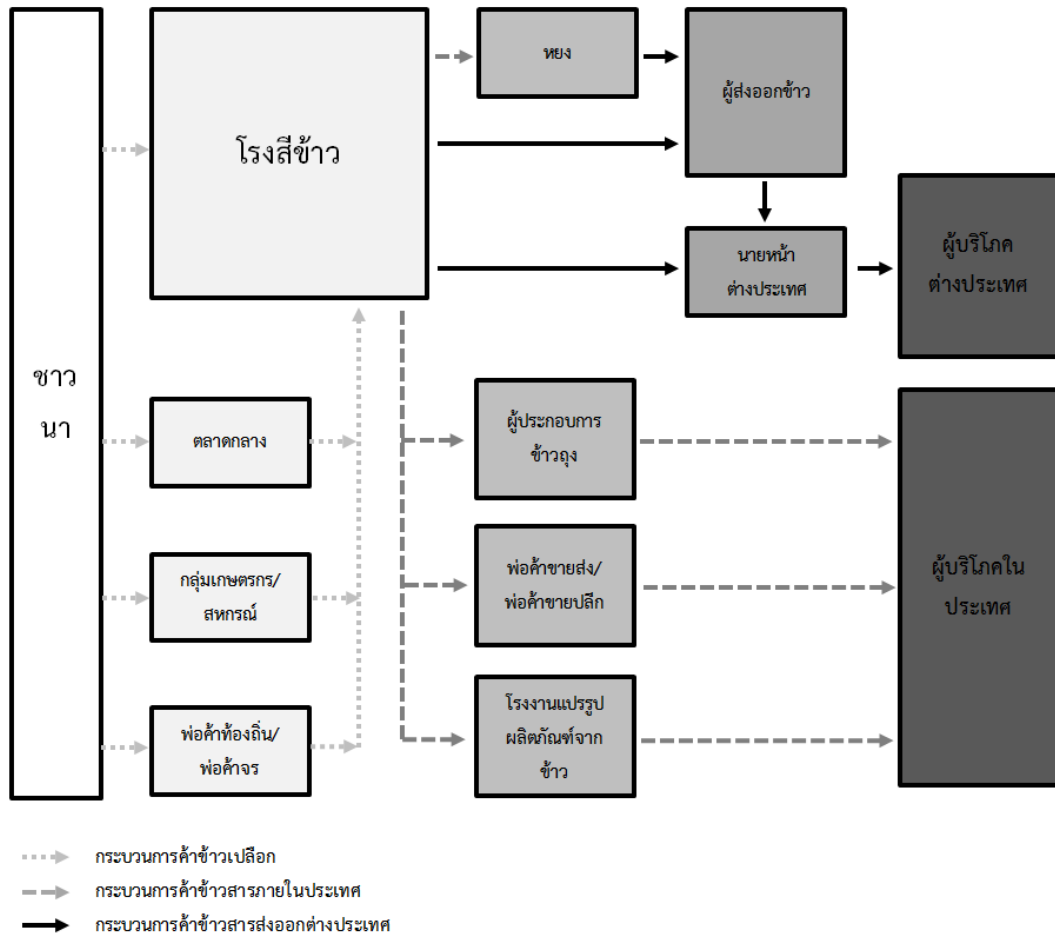 หยง
ผู้ส่งออกข้าว
โรงสีข้าว
นายหน้า
ต่างประเทศ
ผู้บริโภค
ต่างประเทศ
ชาว
นา
ตลาดกลาง
ผู้ประกอบการ
ข้าวถุง
กลุ่มเกษตรกร/
สหกรณ์
พ่อค้าขายส่ง/
พ่อค้าขายปลีก
ผู้บริโภคใน
ประเทศ
พ่อค้าท้องถิ่น/
พ่อค้าจร
โรงงานแปรรูป
ผลิตภัณฑ์จาก
ข้าว
กระบวนการค้าข้าวเปลือก
กระบวนการค้าข้าวสารภายในประเทศ
กระบวนการค้าข้าวสารส่งออกต่างประเทศ